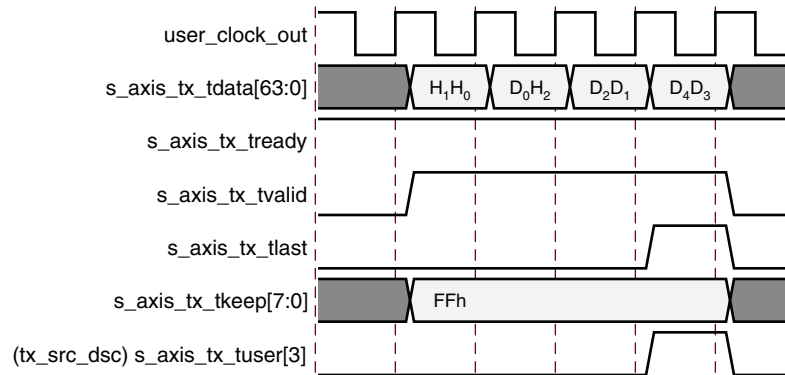 user_clock_out
s_axis_tx_tdata[63:0] H₁H₀ D₀H₂ D₂D₁ D₄D₃
s_axis_tx_tready
s_axis_tx_tvalid
s_axis_tx_tlast
s_axis_tx_tkeep[7:0] FFh
(tx_src_dsc) s_axis_tx_tuser[3]